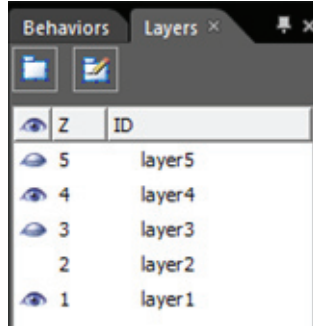 Behaviors Layers ×
Z ID
5 layer5
4 layer4
3 layer3
2 layer2
1 layer1